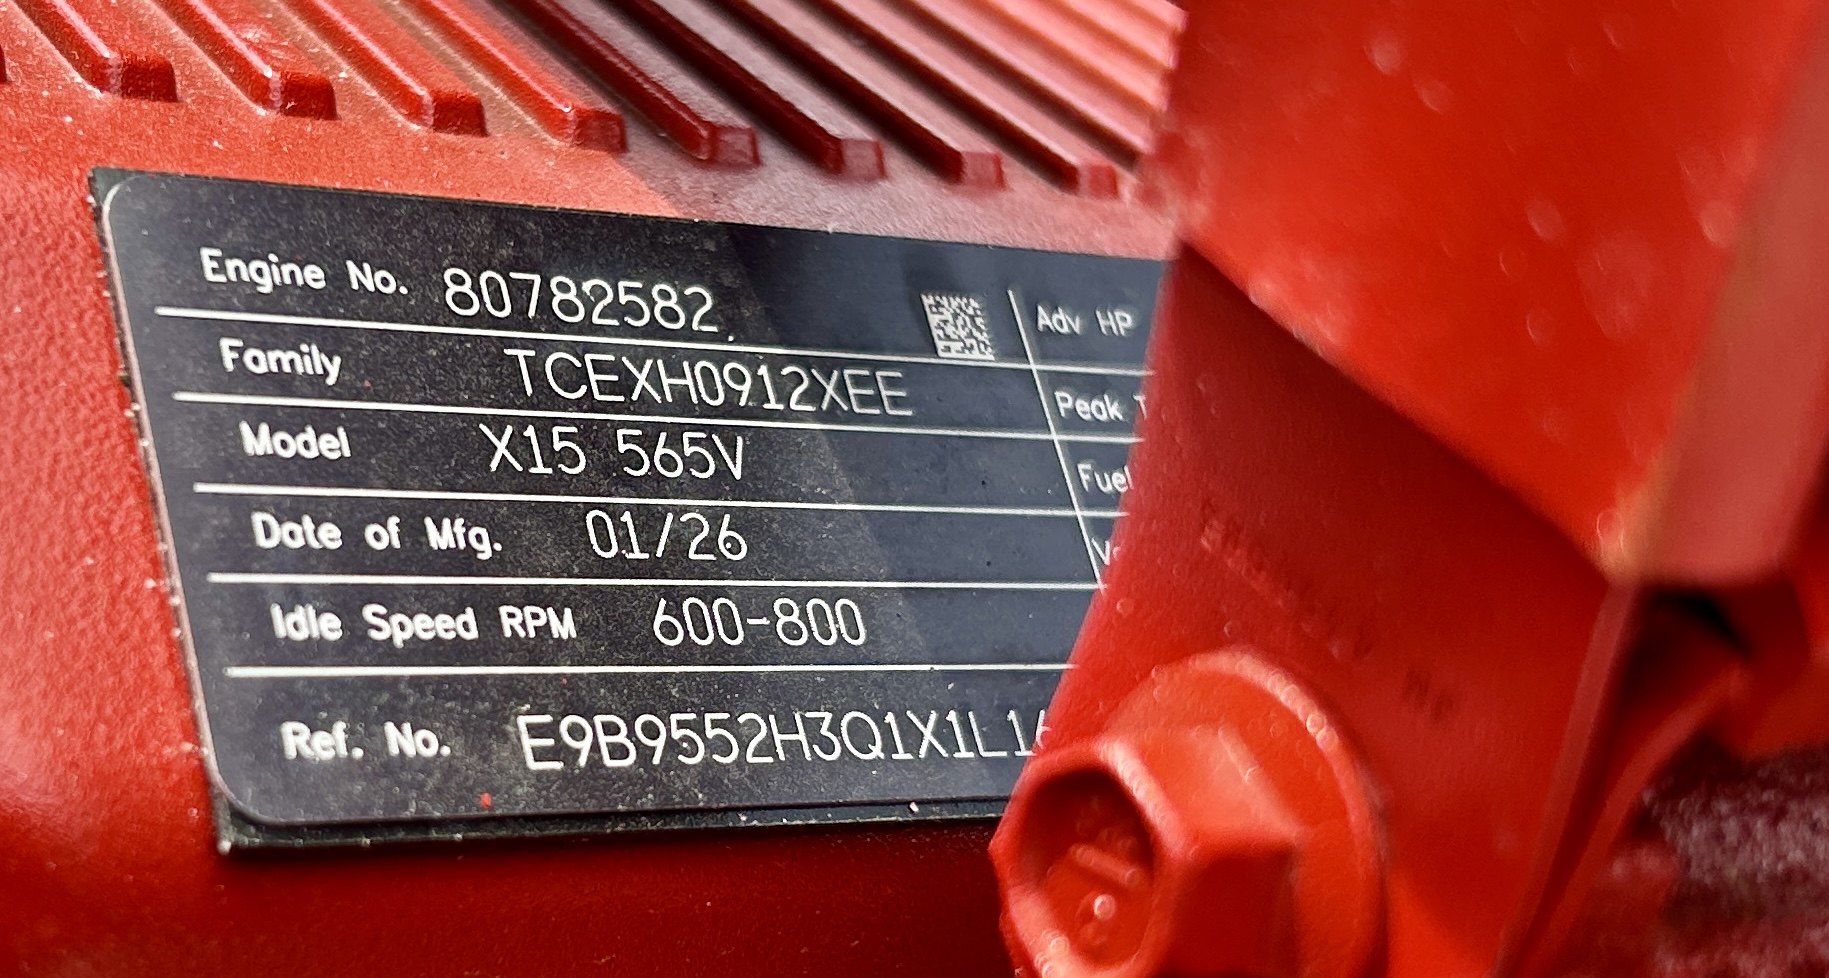 Engine No. 80782582
Adv HP
Family TCEXH0912XEE
Peak
Model X15 565V
Fuel
Date of Mfg. 01/26
Idle Speed RPM 600-800
Ref. No. E9B9552H3Q1X1L1